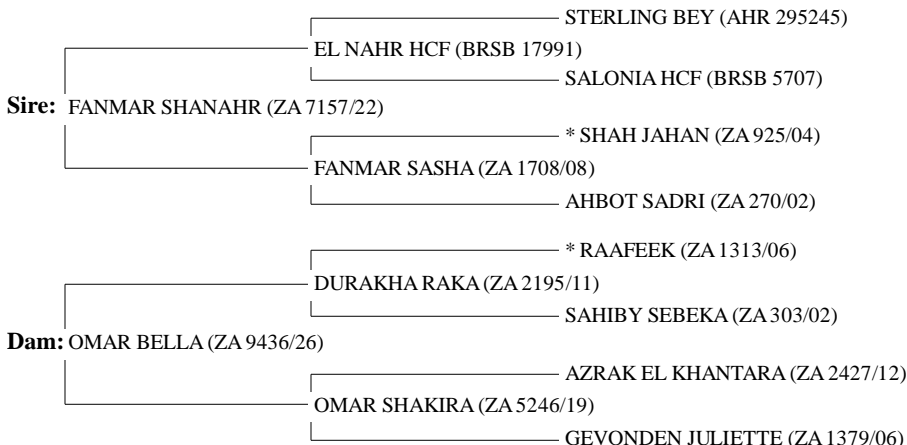 STERLING BEY (AHR 295245)
EL NAHR HCF (BRSB 17991)
SALONIA HCF (BRSB 5707)
Sire: FANMAR SHANAHR (ZA 7157/22)
* SHAH JAHAN (ZA 925/04)
FANMAR SASHA (ZA 1708/08)
AHBOT SADRI (ZA 270/02)
* RAAFEEK (ZA 1313/06)
DURAKHA RAKA (ZA 2195/11)
SAHIBY SEBEKA (ZA 303/02)
Dam: OMAR BELLA (ZA 9436/26)
AZRAK EL KHANTARA (ZA 2427/12)
OMAR SHAKIRA (ZA 5246/19)
GEVONDEN JULIETTE (ZA 1379/06)